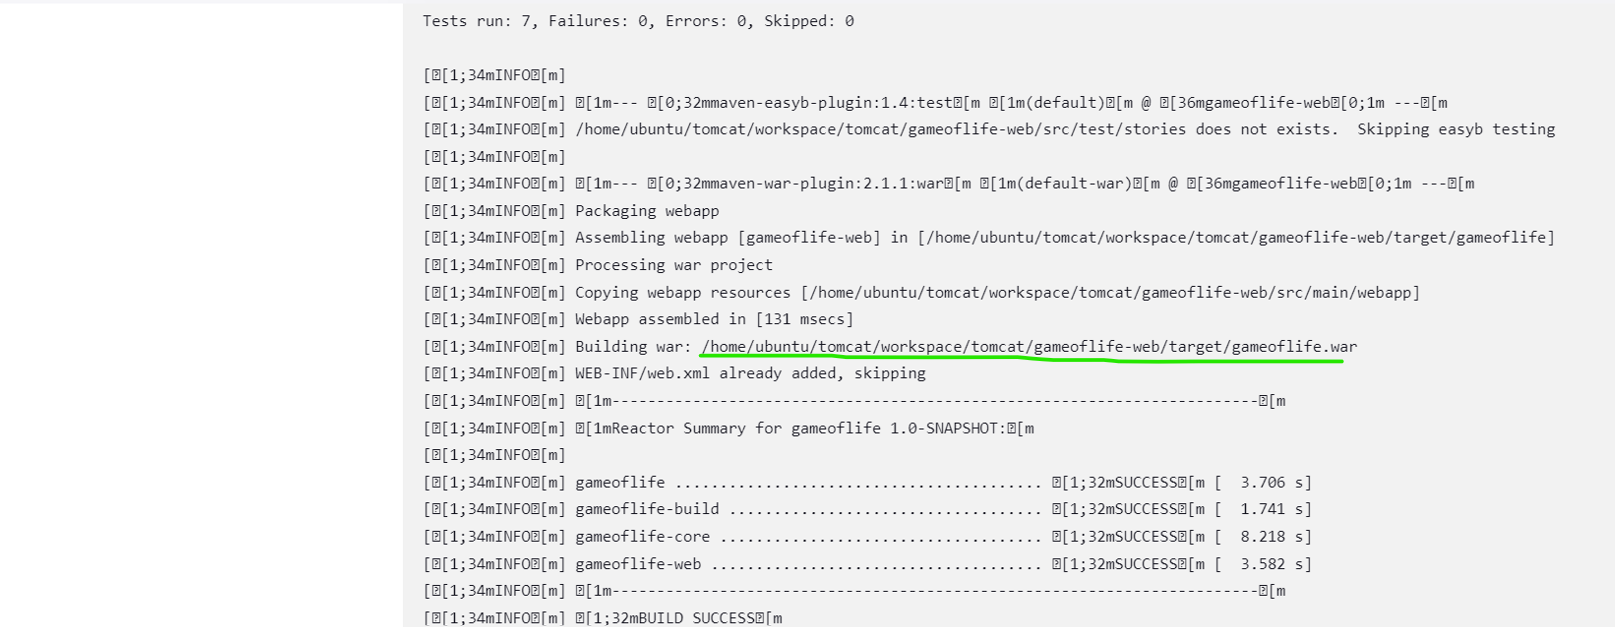 Tests run: 7, Failures: 0, Errors: 0, Skipped: 0
[␛[1;34mINFO␛[m]
[␛[1;34mINFO␛[m] ␛[1m--- ␛[0;32mmaven-easyb-plugin:1.4:test␛[m ␛[1m(default)␛[m @ ␛[36mgameoflife-web␛[0;1m ---␛[m
[␛[1;34mINFO␛[m] /home/ubuntu/tomcat/workspace/tomcat/gameoflife-web/src/test/stories does not exists.  Skipping easyb testing
[␛[1;34mINFO␛[m]
[␛[1;34mINFO␛[m] ␛[1m--- ␛[0;32mmaven-war-plugin:2.1.1:war␛[m ␛[1m(default-war)␛[m @ ␛[36mgameoflife-web␛[0;1m ---␛[m
[␛[1;34mINFO␛[m] Packaging webapp
[␛[1;34mINFO␛[m] Assembling webapp [gameoflife-web] in [/home/ubuntu/tomcat/workspace/tomcat/gameoflife-web/target/gameoflife]
[␛[1;34mINFO␛[m] Processing war project
[␛[1;34mINFO␛[m] Copying webapp resources [/home/ubuntu/tomcat/workspace/tomcat/gameoflife-web/src/main/webapp]
[␛[1;34mINFO␛[m] Webapp assembled in [131 msecs]
[␛[1;34mINFO␛[m] Building war: /home/ubuntu/tomcat/workspace/tomcat/gameoflife-web/target/gameoflife.war
[␛[1;34mINFO␛[m] WEB-INF/web.xml already added, skipping
[␛[1;34mINFO␛[m] ␛[1m------------------------------------------------------------------------␛[m
[␛[1;34mINFO␛[m] ␛[1mReactor Summary for gameoflife 1.0-SNAPSHOT:␛[m
[␛[1;34mINFO␛[m]
[␛[1;34mINFO␛[m] gameoflife ......................................... ␛[1;32mSUCCESS␛[m [  3.706 s]
[␛[1;34mINFO␛[m] gameoflife-build ................................... ␛[1;32mSUCCESS␛[m [  1.741 s]
[␛[1;34mINFO␛[m] gameoflife-core .................................... ␛[1;32mSUCCESS␛[m [  8.218 s]
[␛[1;34mINFO␛[m] gameoflife-web ..................................... ␛[1;32mSUCCESS␛[m [  3.582 s]
[␛[1;34mINFO␛[m] ␛[1m------------------------------------------------------------------------␛[m
[␛[1;34mINFO␛[m] ␛[1;32mBUILD SUCCESS␛[m